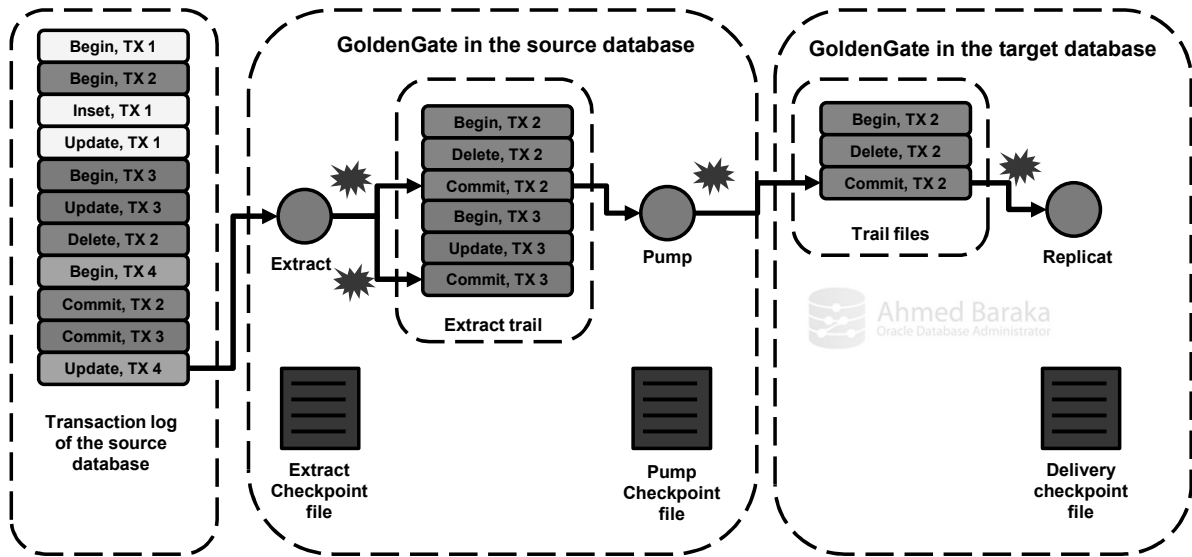 Begin, TX 1
Begin, TX 2
Inset, TX 1
Update, TX 1
Begin, TX 3
Update, TX 3
Delete, TX 2
Begin, TX 4
Commit, TX 2
Commit, TX 3
Update, TX 4
Transaction log
of the source
database
GoldenGate in the source database
Extract
Begin, TX 2
Delete, TX 2
Commit, TX 2
Begin, TX 3
Update, TX 3
Commit, TX 3
Extract trail
Pump
Extract
Checkpoint
file
Pump
Checkpoint
file
GoldenGate in the target database
Begin, TX 2
Delete, TX 2
Commit, TX 2
Trail files
Replicat
Ahmed Baraka
Oracle Database Administrator
Delivery
checkpoint
file